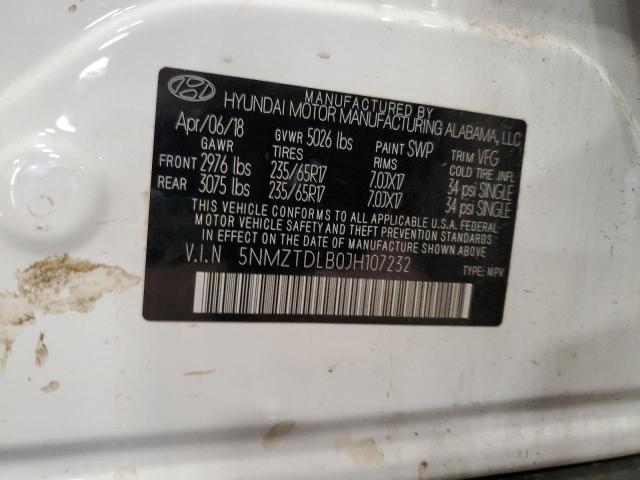 MANUFACTURED BY
HYUNDAI MOTOR MANUFACTURING ALABAMA, LLC
Apr/06/18 GVWR 5026 lbs PAINT SWP TRIM VFG
GAWR TIRES RIMS COLD TIRE INFL.
FRONT 2976 lbs 235/65R17 7.0JX17 34 psi SINGLE
REAR 3075 lbs 235/65R17 7.0JX17 34 psi SINGLE
THIS VEHICLE CONFORMS TO ALL APPLICABLE U.S.A. FEDERAL
MOTOR VEHICLE SAFETY AND THEFT PREVENTION STANDARDS
IN EFFECT ON THE DATE OF MANUFACTURE SHOWN ABOVE.
V.I.N 5NMZTDLB0JH107232 TYPE: MPV